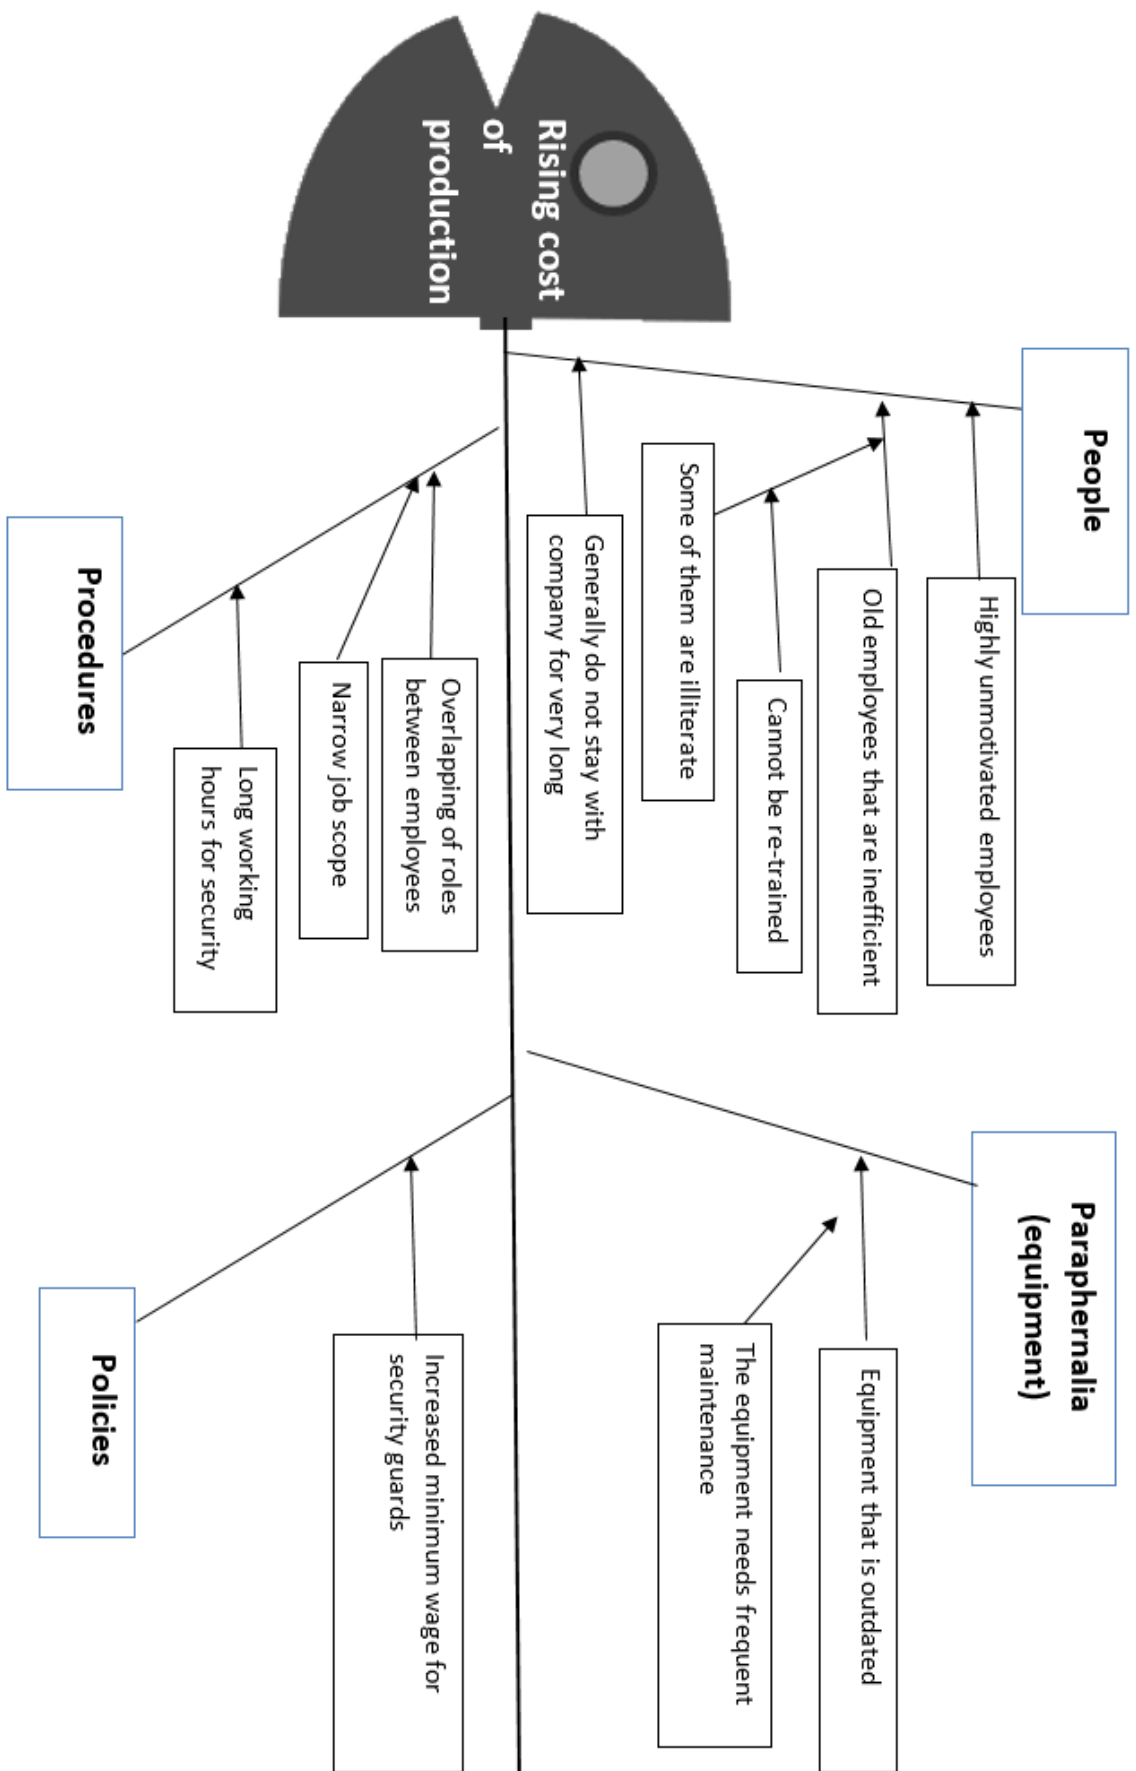 Rising cost
of
production
People
Highly unmotivated employees
Old employees that are inefficient
Cannot be re-trained
Some of them are illiterate
Generally do not stay with
company for very long
Paraphernalia
(equipment)
Equipment that is outdated
The equipment needs frequent
maintenance
Overlapping of roles
between employees
Narrow job scope
Long working
hours for security
Procedures
Increased minimum wage for
security guards
Policies